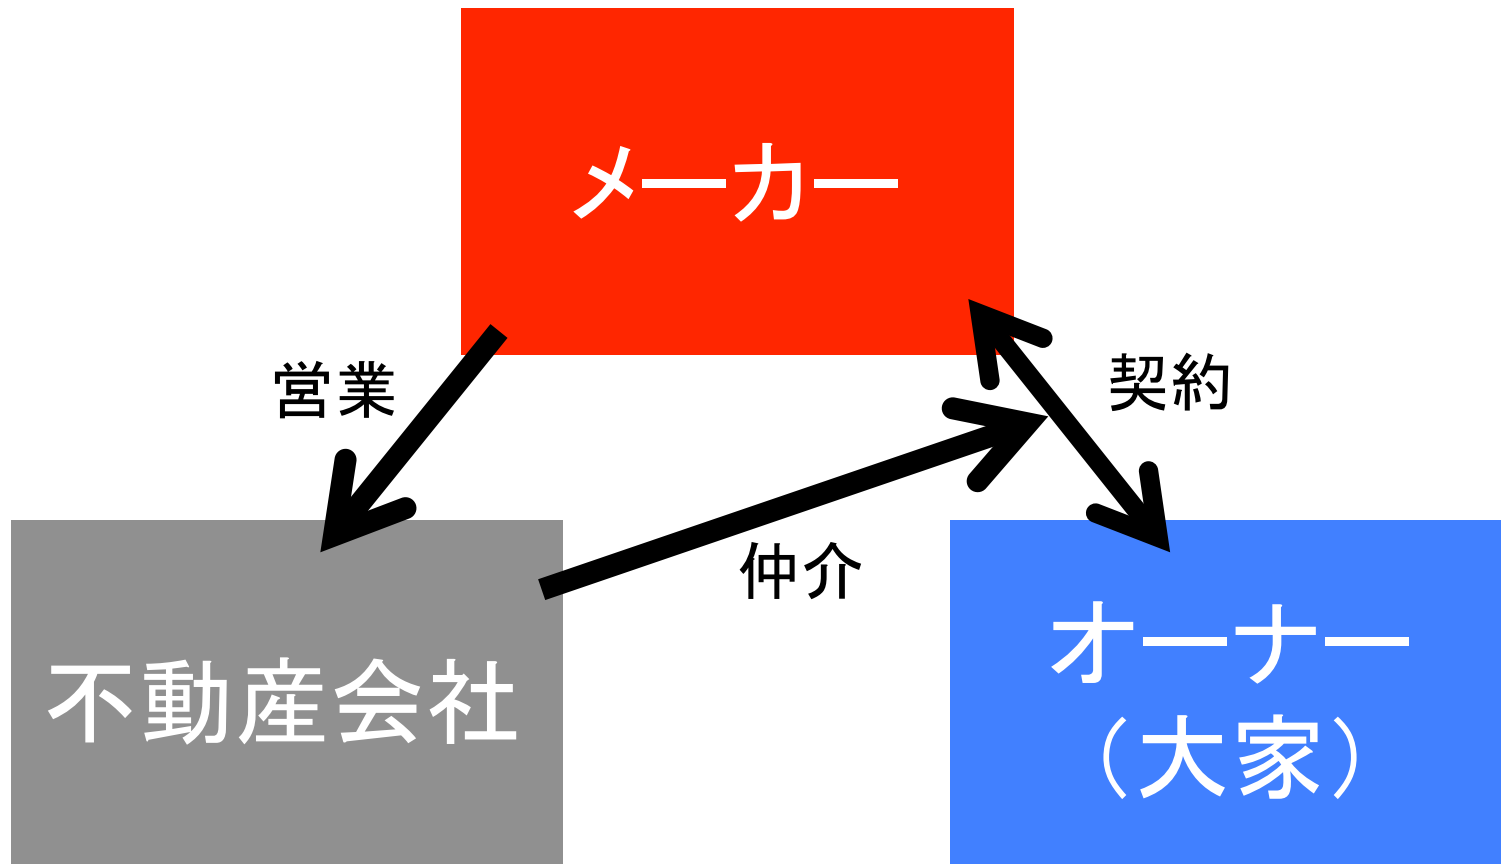 メーカー
営業
契約
仲介
不動産会社
オーナー
（大家）